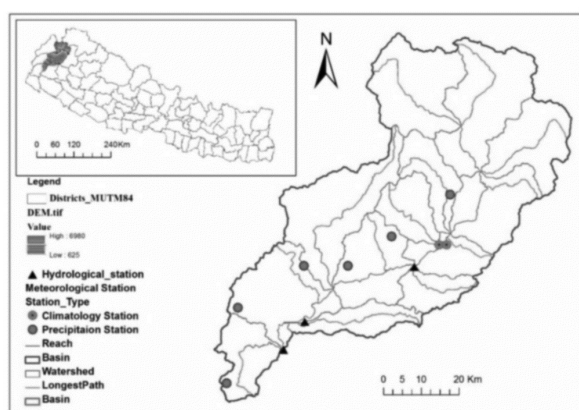 N
0 60 120 240Km
Legend
Districts_MUTM84
DEM.tif
Value
High : 6980
Low : 625
Hydrological_station
Meteorological Station
Station_Type
Climatology Station
Precipitaion Station
Reach
Basin
Watershed
LongestPath
Basin
0 5 10 20 Km